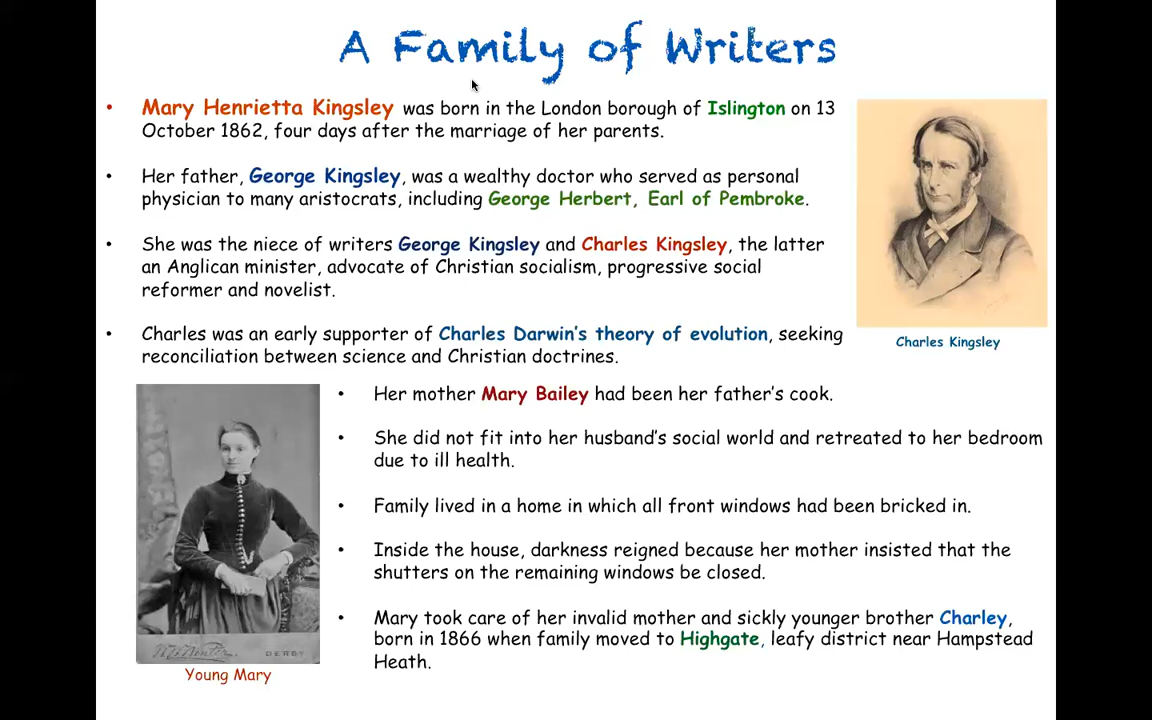 A Family of Writers
• Mary Henrietta Kingsley was born in the London borough of Islington on 13
October 1862, four days after the marriage of her parents.
• Her father, George Kingsley, was a wealthy doctor who served as personal
physician to many aristocrats, including George Herbert, Earl of Pembroke.
• She was the niece of writers George Kingsley and Charles Kingsley, the latter
an Anglican minister, advocate of Christian socialism, progressive social
reformer and novelist.
• Charles was an early supporter of Charles Darwin's theory of evolution, seeking
reconciliation between science and Christian doctrines.
Charles Kingsley
• Her mother Mary Bailey had been her father's cook.
• She did not fit into her husband's social world and retreated to her bedroom
due to ill health.
• Family lived in a home in which all front windows had been bricked in.
• Inside the house, darkness reigned because her mother insisted that the
shutters on the remaining windows be closed.
• Mary took care of her invalid mother and sickly younger brother Charley,
born in 1866 when family moved to Highgate, leafy district near Hampstead
Heath.
DERBY
Young Mary